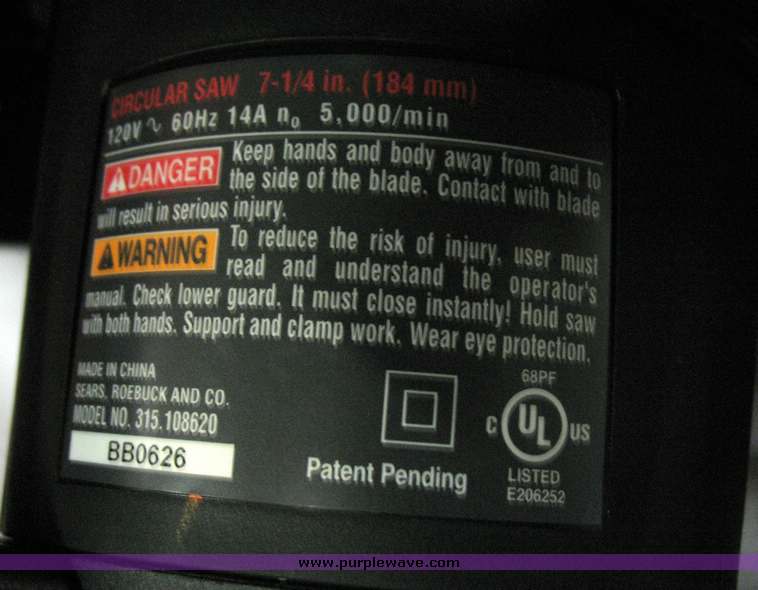 CIRCULAR SAW 7-1/4 in. (184 mm)
120V ~ 60Hz 14A n₀ 5,000/min
DANGER Keep hands and body away from and to
the side of the blade. Contact with blade
will result in serious injury.
WARNING To reduce the risk of injury, user must
read and understand the operator's
manual. Check lower guard. It must close instantly! Hold saw
with both hands. Support and clamp work. Wear eye protection.
MADE IN CHINA
SEARS, ROEBUCK AND CO.
MODEL NO. 315.108620
BB0626
Patent Pending
68PF
C UL US
LISTED
E206252
www.purplewave.com